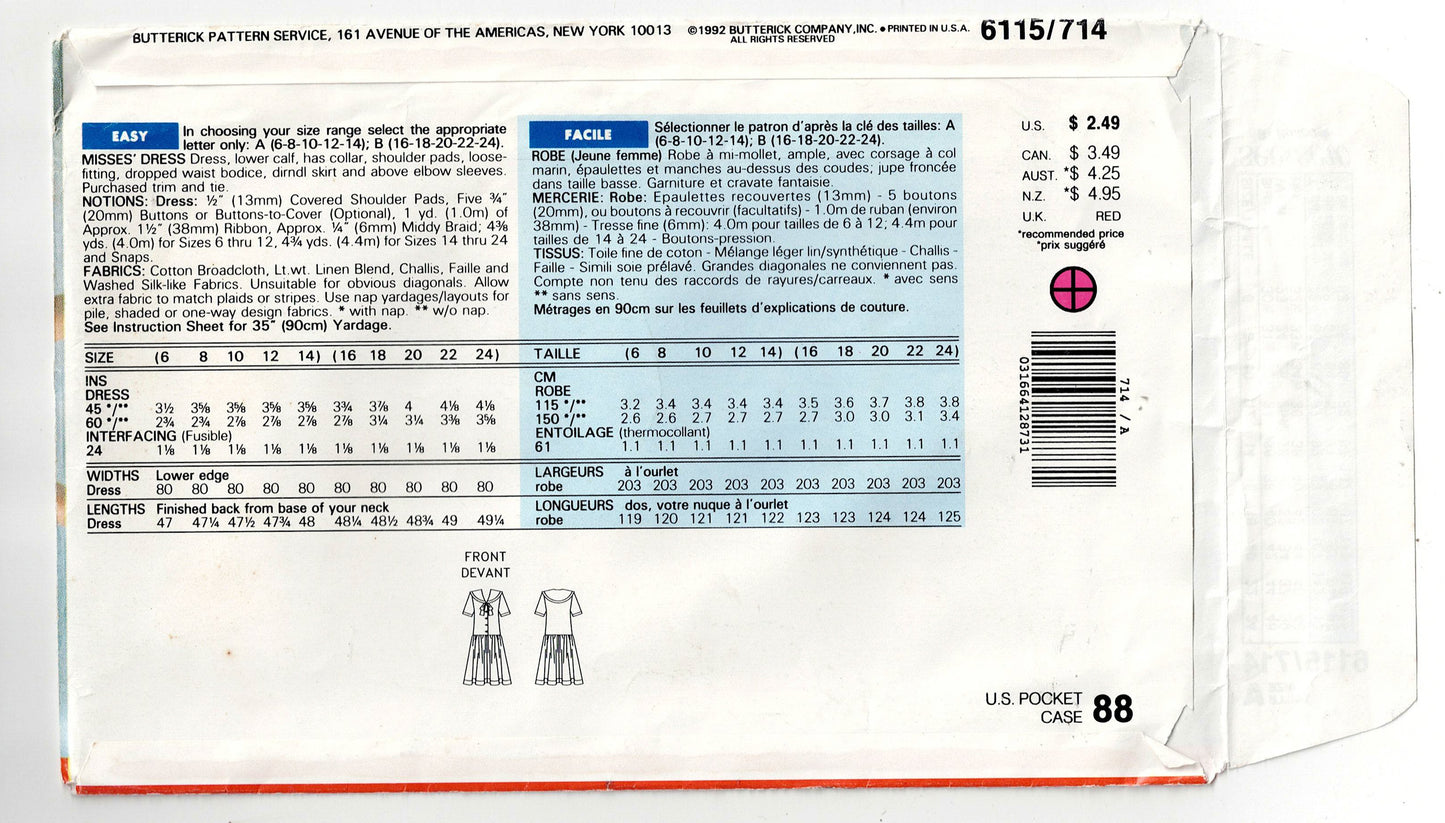 BUTTERICK PATTERN SERVICE, 161 AVENUE OF THE AMERICAS, NEW YORK 10013 ©1992 BUTTERICK COMPANY,INC. • PRINTED IN U.S.A. 6115/714
ALL RIGHTS RESERVED
EASY
In choosing your size range select the appropriate
letter only: A (6-8-10-12-14); B (16-18-20-22-24).
MISSES' DRESS Dress, lower calf, has collar, shoulder pads, loose-
fitting, dropped waist bodice, dirndl skirt and above elbow sleeves.
Purchased trim and tie.
NOTIONS: Dress: ½" (13mm) Covered Shoulder Pads, Five ¾"
(20mm) Buttons or Buttons-to-Cover (Optional), 1 yd. (1.0m) of
Approx. 1½" (38mm) Ribbon, Approx. ¼" (6mm) Middy Braid; 4⅜
yds. (4.0m) for Sizes 6 thru 12, 4¾ yds. (4.4m) for Sizes 14 thru 24
and Snaps.
FABRICS: Cotton Broadcloth, Lt.wt. Linen Blend, Challis, Faille and
Washed Silk-like Fabrics. Unsuitable for obvious diagonals. Allow
extra fabric to match plaids or stripes. Use nap yardages/layouts for
pile, shaded or one-way design fabrics. * with nap. ** w/o nap.
See Instruction Sheet for 35" (90cm) Yardage.
SIZE (6 8 10 12 14) (16 18 20 22 24)
INS
DRESS
45 */** 3½ 3⅝ 3⅝ 3⅝ 3⅝ 3¾ 3⅞ 4 4⅛ 4⅛
60 */** 2¾ 2¾ 2⅞ 2⅞ 2⅞ 2⅞ 3¼ 3¼ 3⅜ 3⅝
INTERFACING (Fusible)
24 1⅛ 1⅛ 1⅛ 1⅛ 1⅛ 1⅛ 1⅛ 1⅛ 1⅛ 1⅛
WIDTHS Lower edge
Dress 80 80 80 80 80 80 80 80 80 80
LENGTHS Finished back from base of your neck
Dress 47 47¼ 47½ 47¾ 48 48¼ 48½ 48¾ 49 49¼
FACILE
Sélectionner le patron d'après la clé des tailles: A
(6-8-10-12-14); B (16-18-20-22-24).
ROBE (Jeune femme) Robe à mi-mollet, ample, avec corsage à col
marin, épaulettes et manches au-dessus des coudes; jupe froncée
dans taille basse. Garniture et cravate fantaisie.
MERCERIE: Robe: Epaulettes recouvertes (13mm) - 5 boutons
(20mm), ou boutons à recouvrir (facultatifs) - 1.0m de ruban (environ
38mm) - Tresse fine (6mm): 4.0m pour tailles de 6 à 12; 4.4m pour
tailles de 14 à 24 - Boutons-pression.
TISSUS: Toile fine de coton - Mélange léger lin/synthétique - Challis -
Faille - Simili soie prélavé. Grandes diagonales ne conviennent pas.
Compte non tenu des raccords de rayures/carreaux. * avec sens
** sans sens.
Métrages en 90cm sur les feuillets d'explications de couture.
TAILLE (6 8 10 12 14) (16 18 20 22 24)
CM
ROBE
115 */** 3.2 3.4 3.4 3.4 3.4 3.5 3.6 3.7 3.8 3.8
150 */** 2.6 2.6 2.7 2.7 2.7 2.7 3.0 3.0 3.1 3.4
ENTOILAGE (thermocollant)
61 1.1 1.1 1.1 1.1 1.1 1.1 1.1 1.1 1.1 1.1
LARGEURS à l'ourlet
robe 203 203 203 203 203 203 203 203 203 203
LONGUEURS dos, votre nuque à l'ourlet
robe 119 120 121 121 122 123 123 124 124 125
U.S. $ 2.49
CAN. $ 3.49
AUST. *$ 4.25
N.Z. *$ 4.95
U.K. RED
*recommended price
*prix suggéré
031664128731
714 / A
FRONT
DEVANT
U.S. POCKET
CASE 88